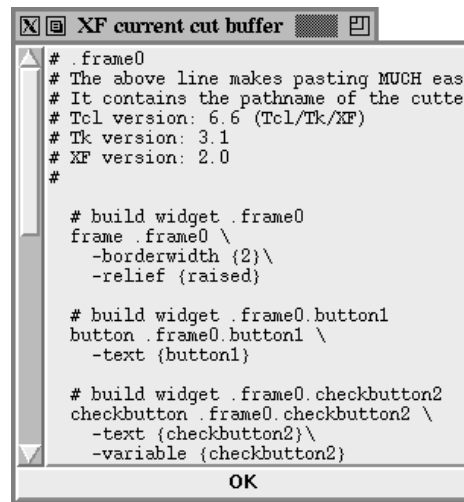 XF current cut buffer
# .frame0
# The above line makes pasting MUCH eas
# It contains the pathname of the cutte
# Tcl version: 6.6 (Tcl/Tk/XF)
# Tk version: 3.1
# XF version: 2.0
#
# build widget .frame0
frame .frame0 \
-borderwidth {2}\
-relief {raised}
# build widget .frame0.button1
button .frame0.button1 \
-text {button1}
# build widget .frame0.checkbutton2
checkbutton .frame0.checkbutton2 \
-text {checkbutton2}\
-variable {checkbutton2}
OK